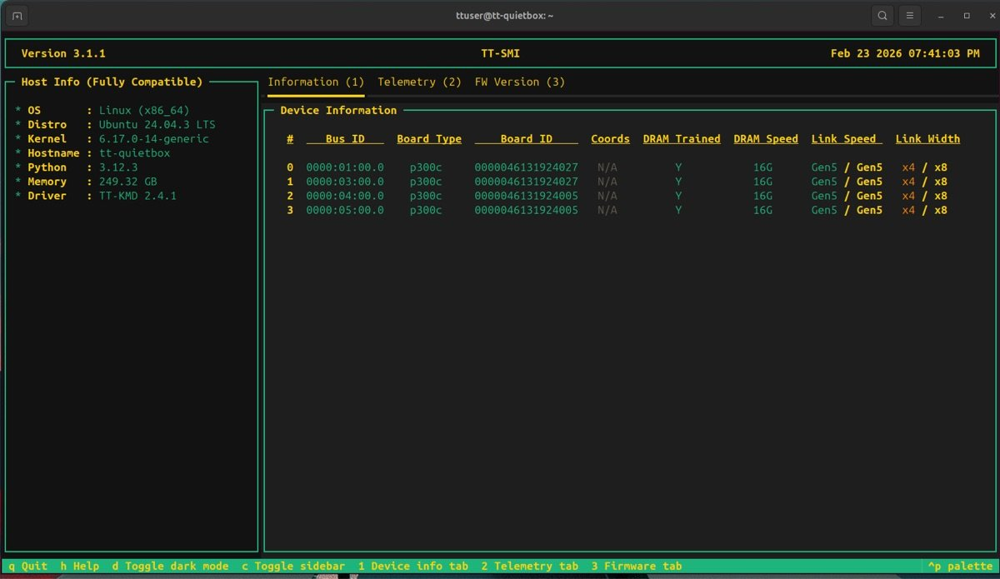 ttuser@tt-quietbox: ~
Version 3.1.1 TT-SMI Feb 23 2026 07:41:03 PM
Host Info (Fully Compatible)
* OS : Linux (x86_64)
* Distro : Ubuntu 24.04.3 LTS
* Kernel : 6.17.0-14-generic
* Hostname : tt-quietbox
* Python : 3.12.3
* Memory : 249.32 GB
* Driver : TT-KMD 2.4.1
Information (1) Telemetry (2) FW Version (3)
Device Information
# Bus ID Board Type Board ID Coords DRAM Trained DRAM Speed Link Speed Link Width
0 0000:01:00.0 p300c 0000046131924027 N/A Y 16G Gen5 / Gen5 x4 / x8
1 0000:03:00.0 p300c 0000046131924027 N/A Y 16G Gen5 / Gen5 x4 / x8
2 0000:04:00.0 p300c 0000046131924005 N/A Y 16G Gen5 / Gen5 x4 / x8
3 0000:05:00.0 p300c 0000046131924005 N/A Y 16G Gen5 / Gen5 x4 / x8
q Quit h Help d Toggle dark mode c Toggle sidebar 1 Device info tab 2 Telemetry tab 3 Firmware tab ^p palette